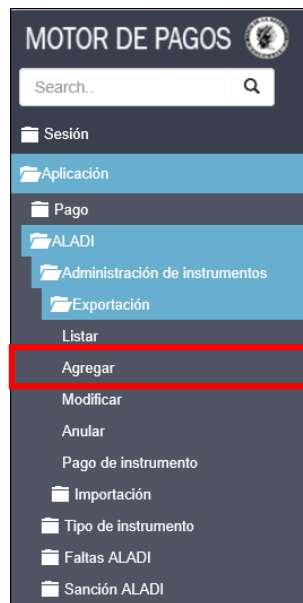 MOTOR DE PAGOS
Search..
Sesión
Aplicación
Pago
ALADI
Administración de instrumentos
Exportación
Listar
Agregar
Modificar
Anular
Pago de instrumento
Importación
Tipo de instrumento
Faltas ALADI
Sanción ALADI